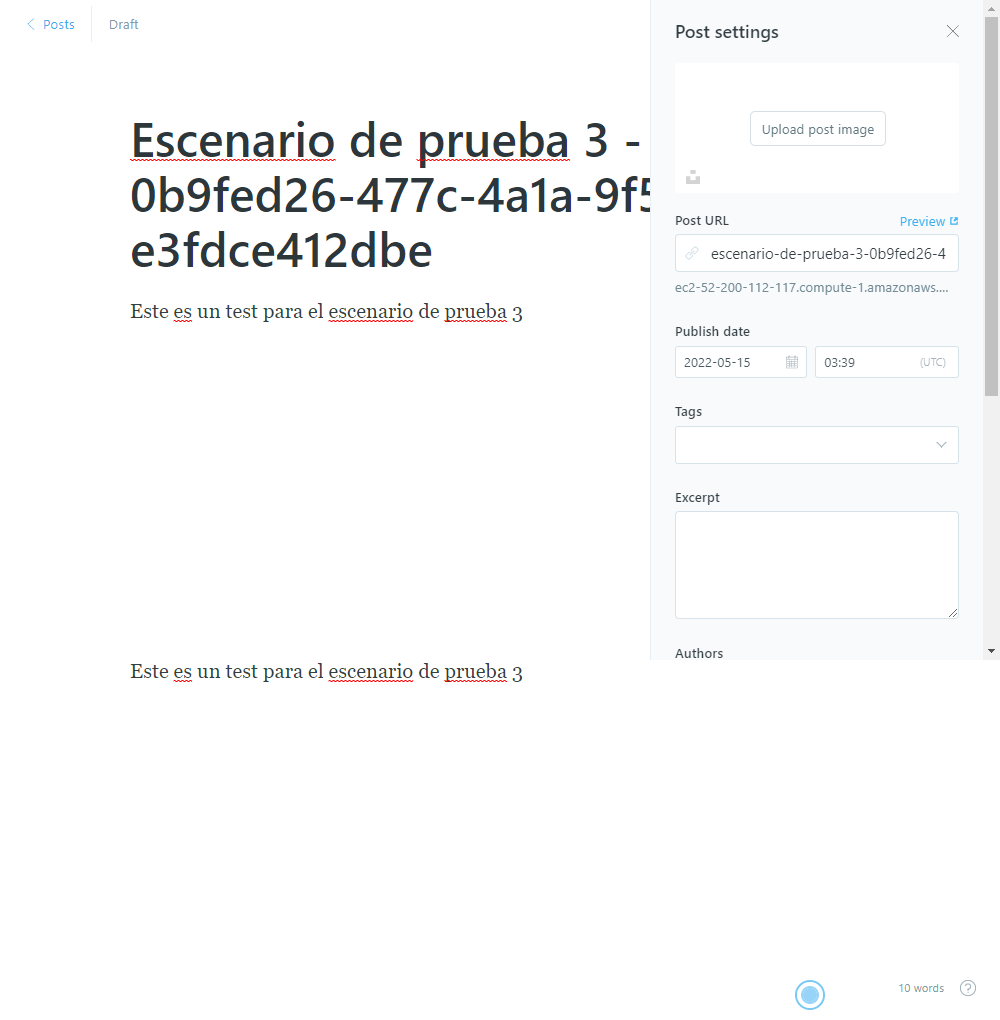 Posts
Draft
Post settings
Escenario de prueba 3 -
0b9fed26-477c-4a1a-9f5
e3fdce412dbe
Este es un test para el escenario de prueba 3
Upload post image
Post URL
Preview
escenario-de-prueba-3-0b9fed26-4
ec2-52-200-112-117.compute-1.amazonaws....
Publish date
2022-05-15
03:39
(UTC)
Tags
Excerpt
Authors
Este es un test para el escenario de prueba 3
10 words
?